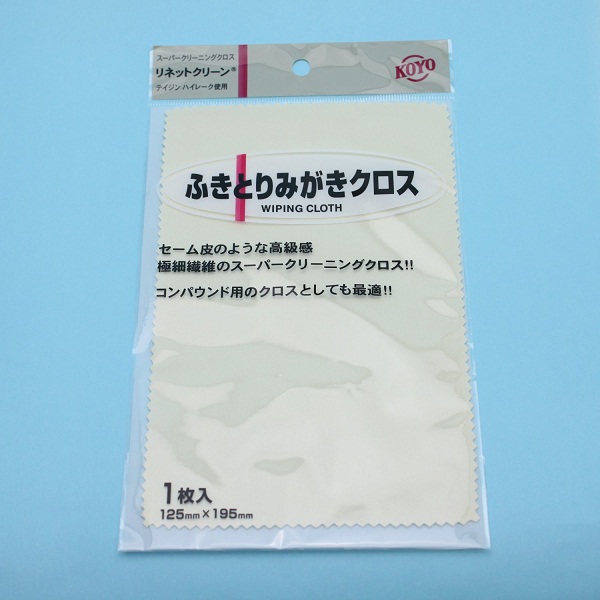 スーパークリーニングクロス
リネットクリーン®
テイジン ハイレーク使用
KOYO
ふきとりみがきクロス
WIPING CLOTH
セーム皮のような高級感
極細繊維のスーパークリーニングクロス!!
コンパウンド用のクロスとしても最適!!
1枚入
125mm×195mm